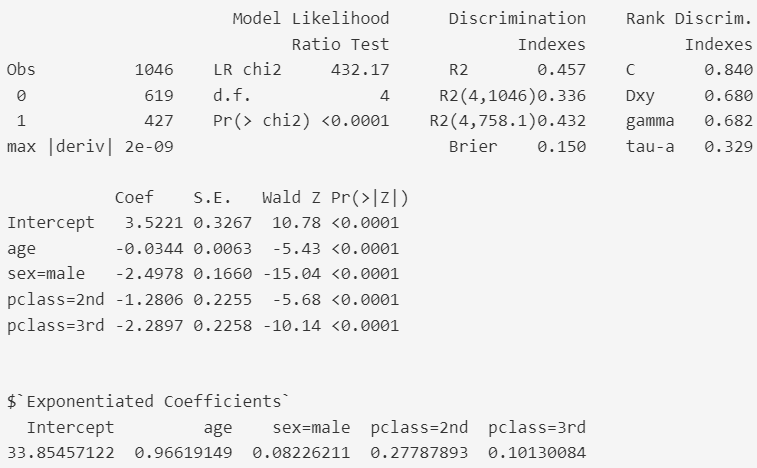 Model Likelihood      Discrimination    Rank Discrim.
                             Ratio Test             Indexes          Indexes
Obs          1046    LR chi2     432.17      R2       0.457    C       0.840
 0            619    d.f.             4     R2(4,1046)0.336    Dxy     0.680
 1            427    Pr(> chi2) <0.0001    R2(4,758.1)0.432    gamma   0.682
max |deriv| 2e-09                            Brier    0.150    tau-a   0.329

           Coef    S.E.   Wald Z Pr(>|Z|)
Intercept   3.5221 0.3267  10.78 <0.0001
age        -0.0344 0.0063  -5.43 <0.0001
sex=male   -2.4978 0.1660 -15.04 <0.0001
pclass=2nd -1.2806 0.2255  -5.68 <0.0001
pclass=3rd -2.2897 0.2258 -10.14 <0.0001

$`Exponentiated Coefficients`
  Intercept         age    sex=male  pclass=2nd  pclass=3rd
33.85457122  0.96619149  0.08226211  0.27787893  0.10130084